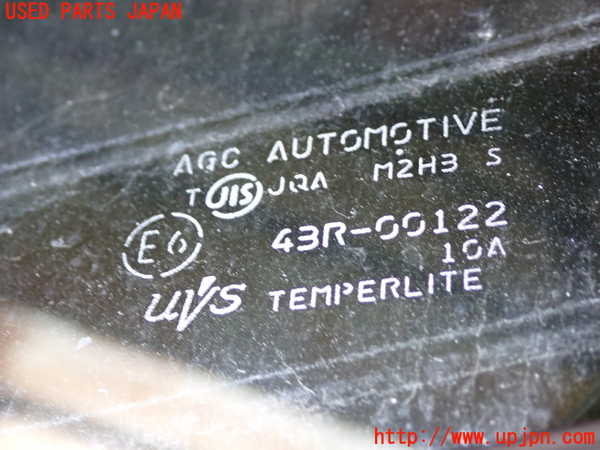 USED PARTS JAPAN
AGC AUTOMOTIVE
T JIS JQA M2H3 S
E6 43R-00122
10A
UVS TEMPERLITE
http://www.upjpn.com/